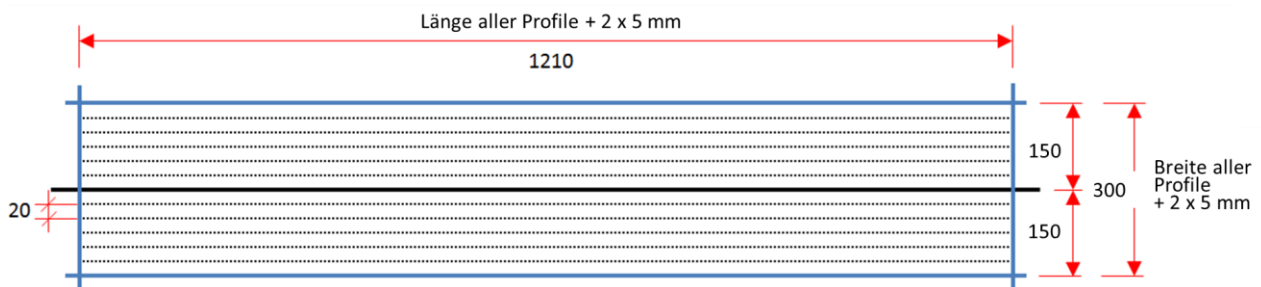 Länge aller Profile + 2 x 5 mm
1210
150
20
300
Breite aller
Profile
+ 2 x 5 mm
150